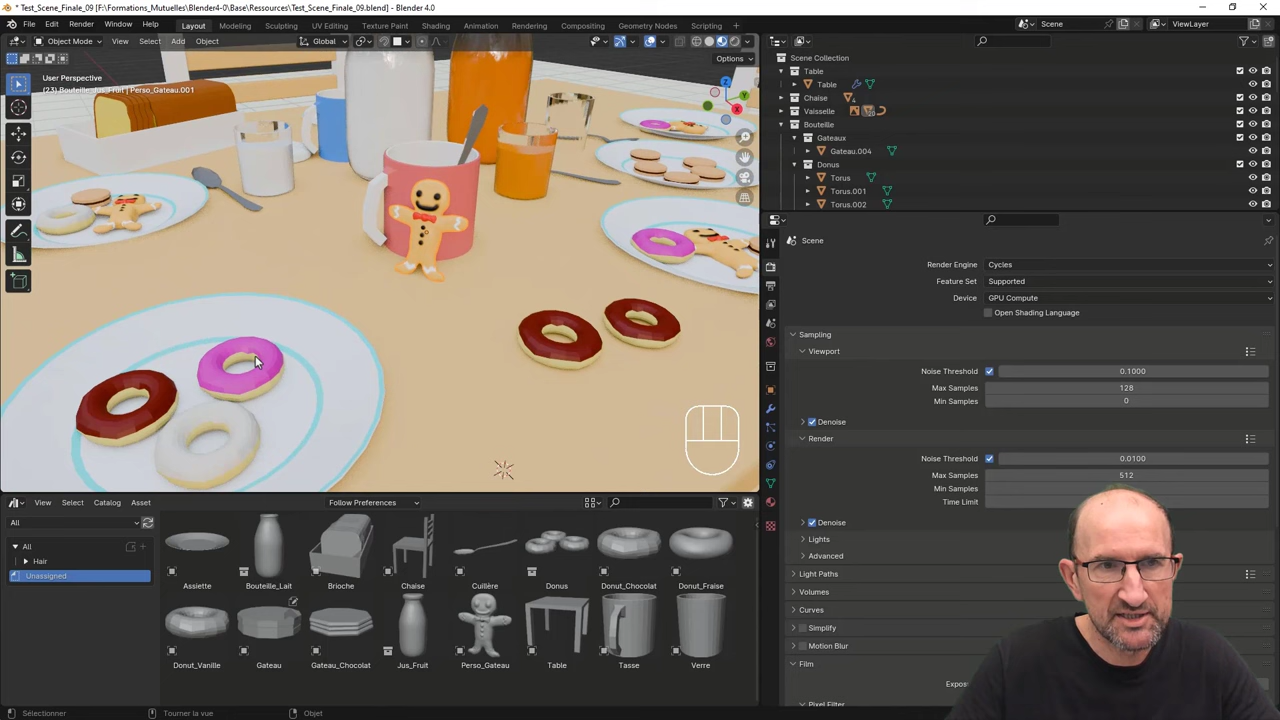 * Test_Scene_Finale_09 [F:\Formations_Mutuelles\Blender4-0\Base\Ressources\Test_Scene_Finale_09.blend] - Blender 4.0
File Edit Render Window Help Layout Modeling Sculpting UV Editing Texture Paint Shading Animation Rendering Compositing Geometry Nodes Scripting + Scene ViewLayer
Object Mode View Select Add Object Global
Options
User Perspective
(23) Bouteille_Jus_Fruit | Perso_Gateau.001
Z
Y
X
Scene Collection
Table
Table
Chaise
Vaisselle
Bouteille
Gateaux
Gateau.004
Donus
Torus
Torus.001
Torus.002
Scene
Render Engine Cycles
Feature Set Supported
Device GPU Compute
Open Shading Language
Sampling
Viewport
Noise Threshold 0.1000
Max Samples 128
Min Samples 0
Denoise
Render
Noise Threshold 0.0100
Max Samples 512
Min Samples
Time Limit
Denoise
Lights
Advanced
Light Paths
Volumes
Curves
Simplify
Motion Blur
Film
Pixel Filter
View Select Catalog Asset Follow Preferences
All
All
Hair
Unassigned
Assiette Bouteille_Lait Brioche Chaise Cuillère Donus Donut_Chocolat Donut_Fraise
Donut_Vanille Gateau Gateau_Chocolat Jus_Fruit Perso_Gateau Table Tasse Verre
Sélectionner Tourner la vue Objet